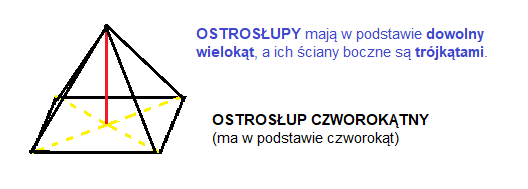 OSTROSŁUPY mają w podstawie dowolny
wielokąt, a ich ściany boczne są trójkątami.
OSTROSŁUP CZWOROKĄTNY
(ma w podstawie czworokąt)